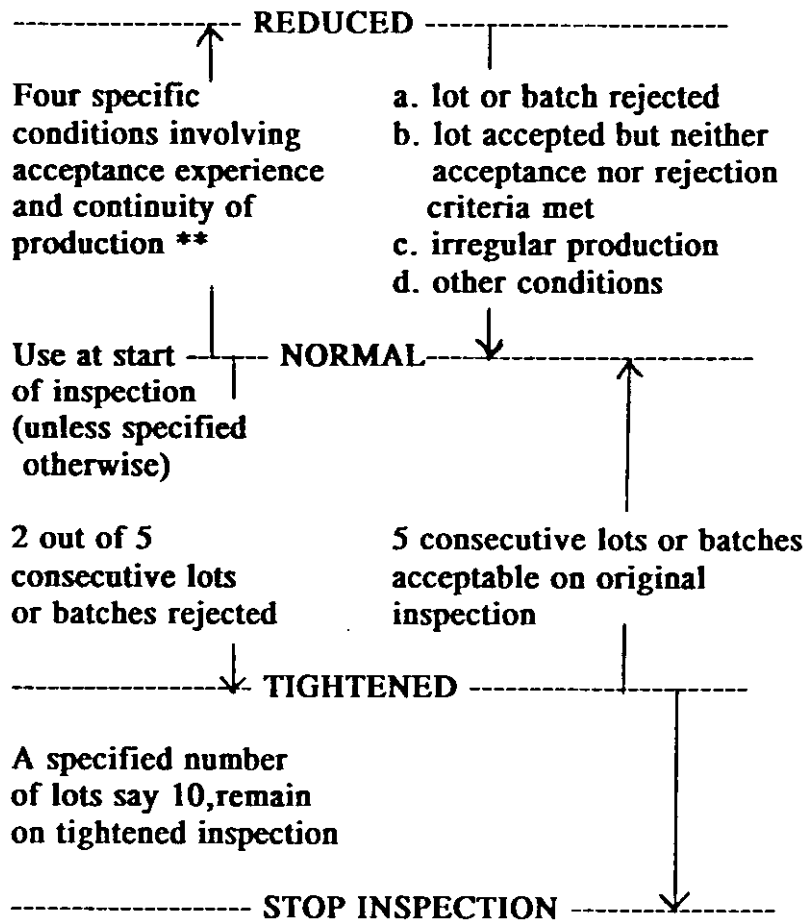 REDUCED
Four specific
conditions involving
acceptance experience
and continuity of
production **
a. lot or batch rejected
b. lot accepted but neither
acceptance nor rejection
criteria met
c. irregular production
d. other conditions
Use at start
NORMAL
of inspection
(unless specified
otherwise)
2 out of 5
consecutive lots
or batches rejected
5 consecutive lots or batches
acceptable on original
inspection
TIGHTENED
A specified number
of lots say 10,remain
on tightened inspection
STOP INSPECTION